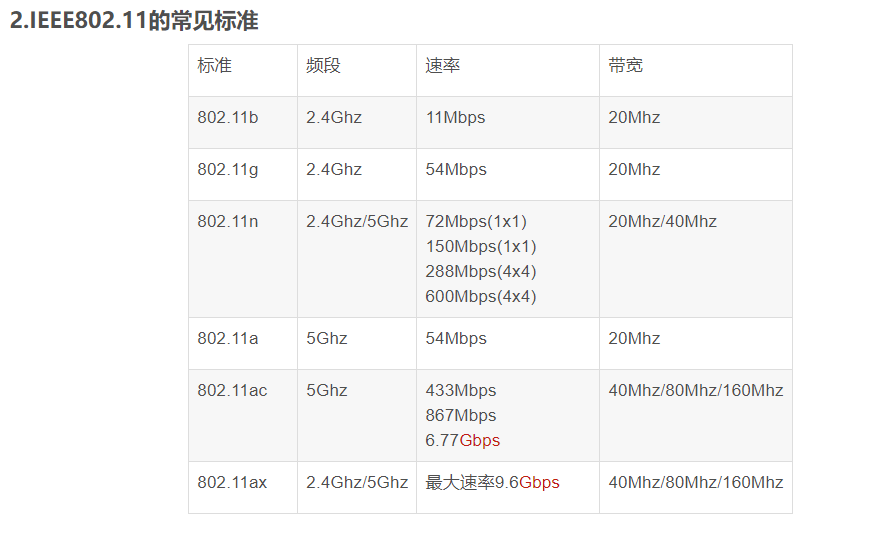 2.IEEE802.11的常见标准
标准 频段 速率 带宽
802.11b 2.4Ghz 11Mbps 20Mhz
802.11g 2.4Ghz 54Mbps 20Mhz
802.11n 2.4Ghz/5Ghz 72Mbps(1x1) 20Mhz/40Mhz
150Mbps(1x1)
288Mbps(4x4)
600Mbps(4x4)
802.11a 5Ghz 54Mbps 20Mhz
802.11ac 5Ghz 433Mbps 40Mhz/80Mhz/160Mhz
867Mbps
6.77Gbps
802.11ax 2.4Ghz/5Ghz 最大速率9.6Gbps 40Mhz/80Mhz/160Mhz